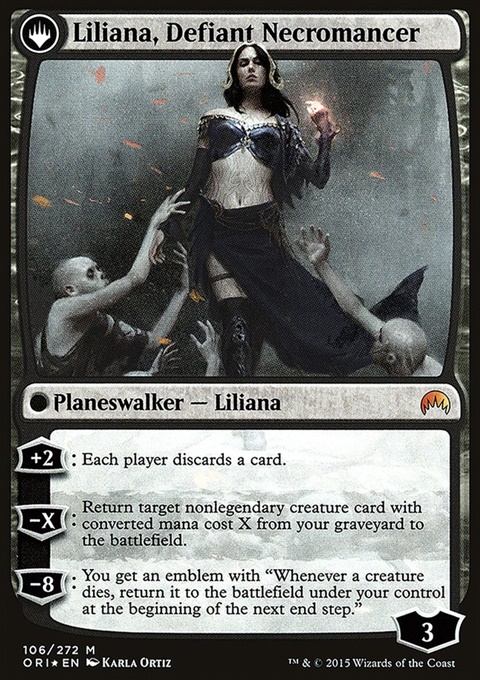 Liliana, Defiant Necromancer
Planeswalker — Liliana
+2 : Each player discards a card.
−X : Return target nonlegendary creature card with
converted mana cost X from your graveyard to
the battlefield.
−8 : You get an emblem with “Whenever a creature
dies, return it to the battlefield under your control
at the beginning of the next end step.”
3
106/272 M
ORI★EN Karla Ortiz
™ & © 2015 Wizards of the Coast